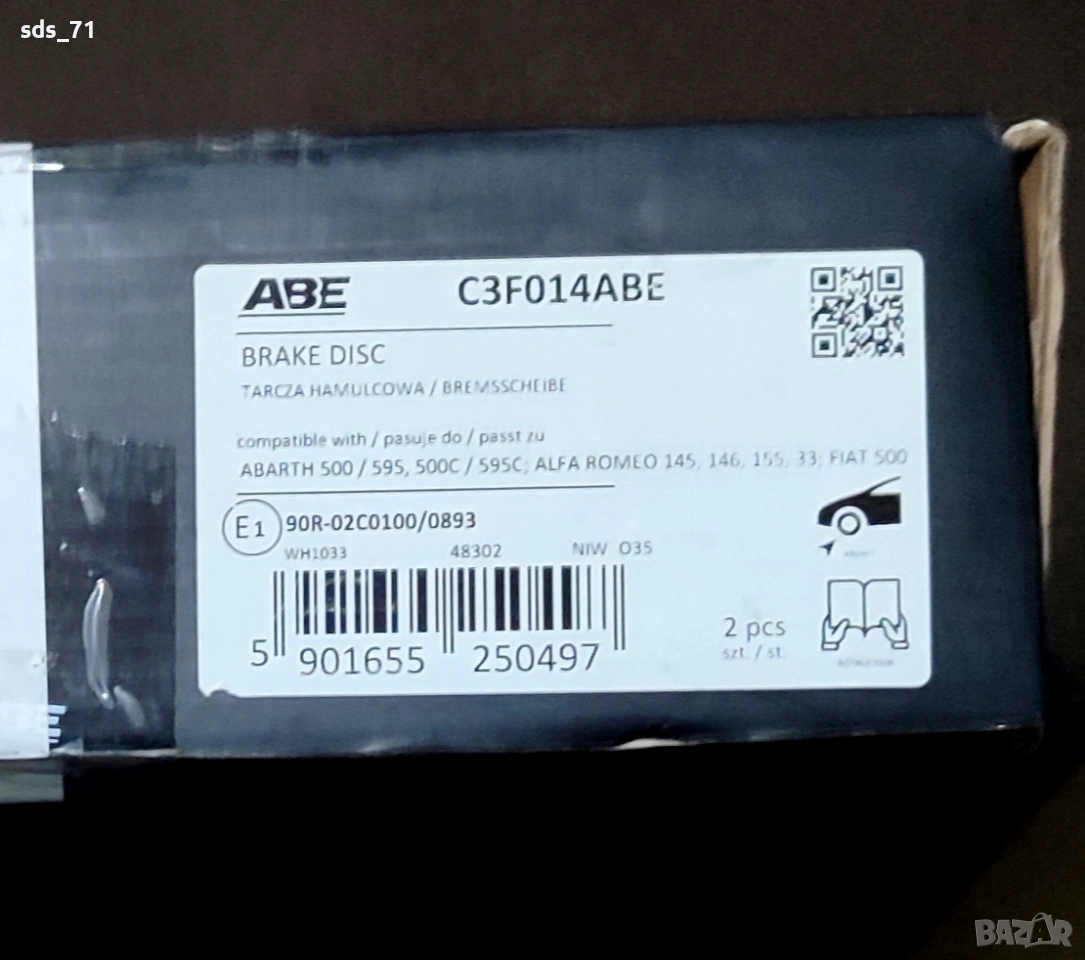 sds_71
ABE C3F014ABE
BRAKE DISC
TARCZA HAMULCOWA / BREMSSCHEIBE
compatible with / pasuje do / passt zu
ABARTH 500 / 595, 500C / 595C; ALFA ROMEO 145, 146, 155, 33; FIAT 500
E1 90R-02C0100/0893
WH1033 48302 NIW O35
5 901655 250497
2 pcs
szt. / st.
BAZAR